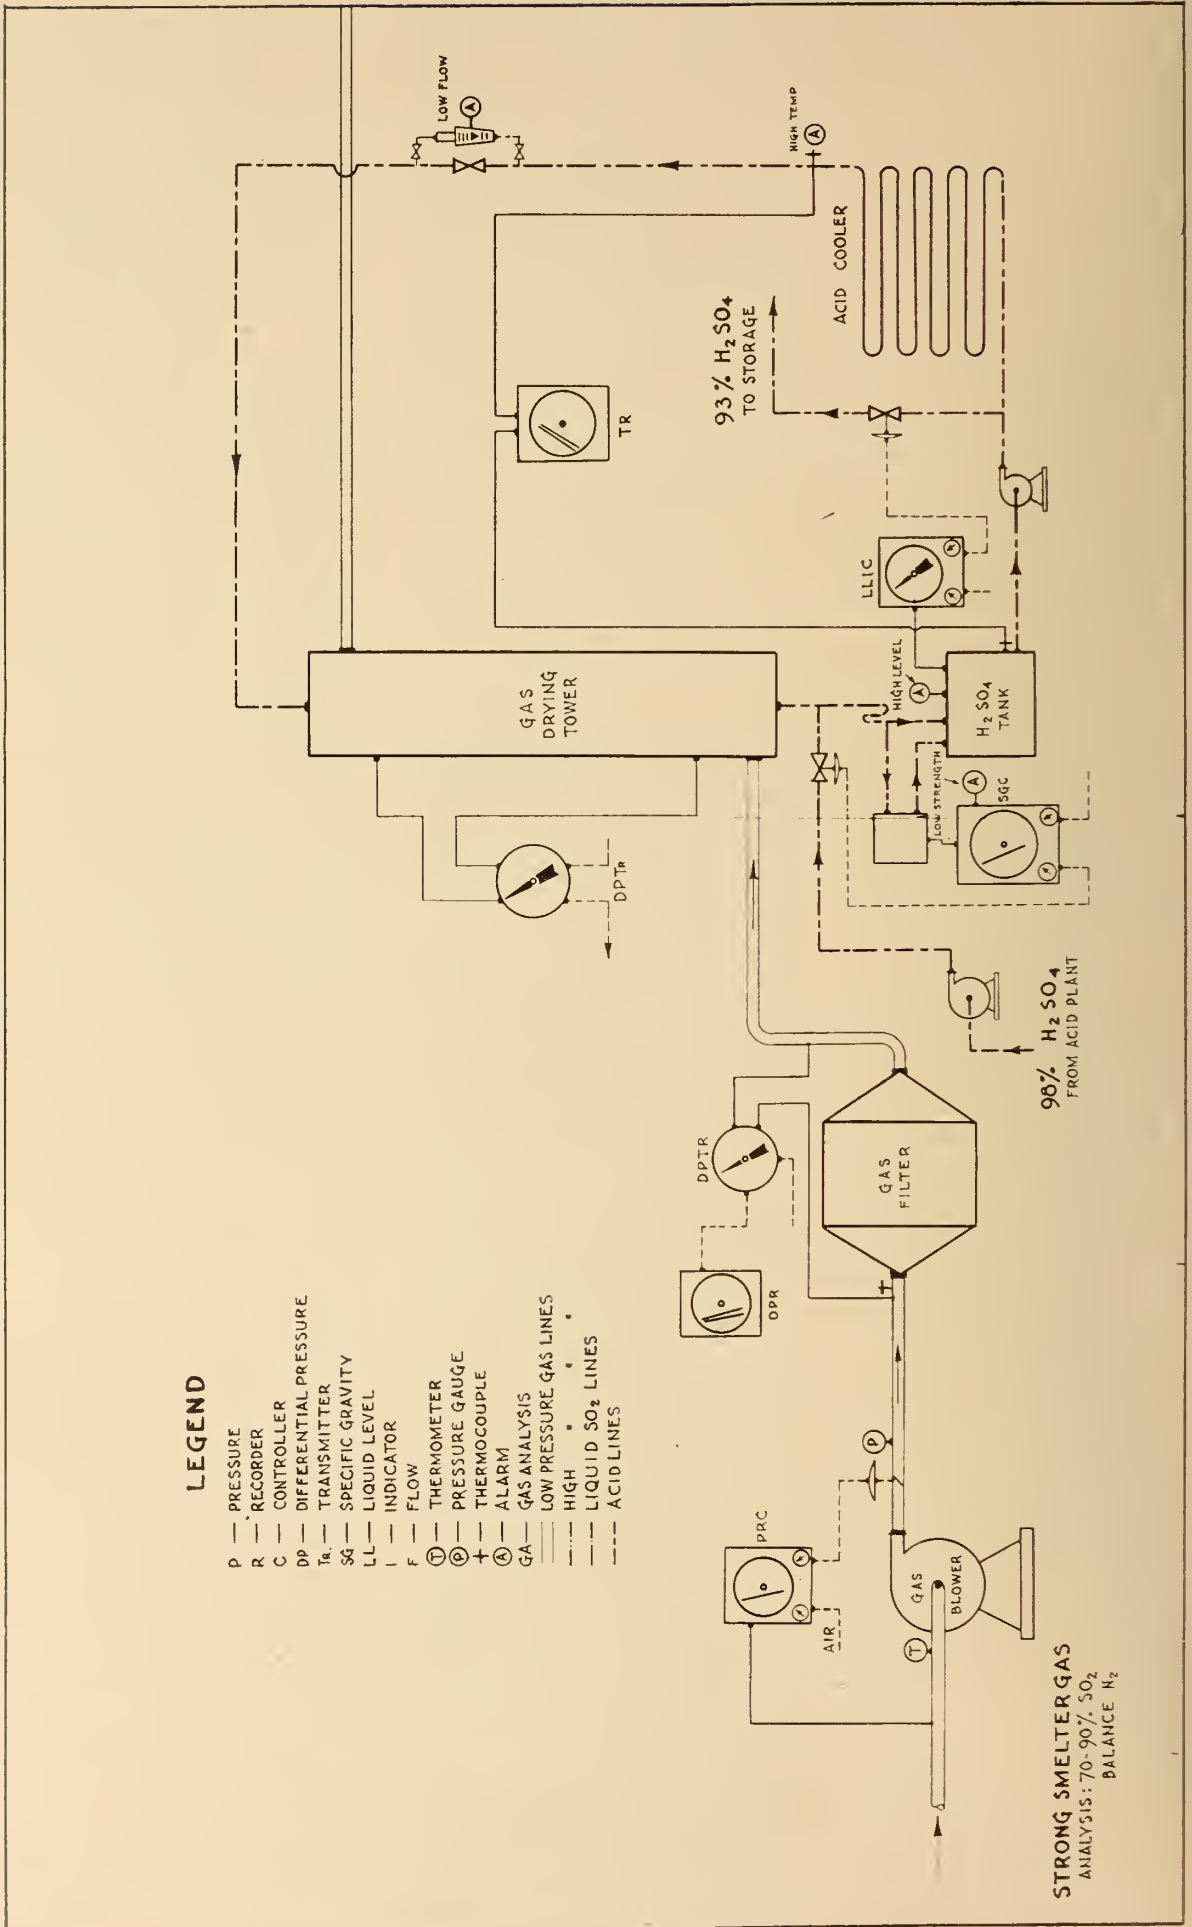 LEGEND
P — PRESSURE
R — RECORDER
C — CONTROLLER
DP — DIFFERENTIAL PRESSURE
TR. — TRANSMITTER
SG — SPECIFIC GRAVITY
LL — LIQUID LEVEL
I — INDICATOR
F — FLOW
T — THERMOMETER
P — PRESSURE GAUGE
+ — THERMOCOUPLE
A — ALARM
GA — GAS ANALYSIS
LOW PRESSURE GAS LINES
HIGH " " "
LIQUID SO₂ LINES
ACID LINES
STRONG SMELTER GAS
ANALYSIS: 70-90% SO₂
BALANCE N₂
T
GAS
BLOWER
AIR
PRC
P
DPR
DPTR
GAS
FILTER
98% H₂SO₄
FROM ACID PLANT
DPTR
GAS
DRYING
TOWER
LOW STRENGTH
A
SGC
HIGH LEVEL
A
H₂SO₄
TANK
LLIC
TR
93% H₂SO₄
TO STORAGE
ACID COOLER
HIGH TEMP
A
LOW FLOW
A